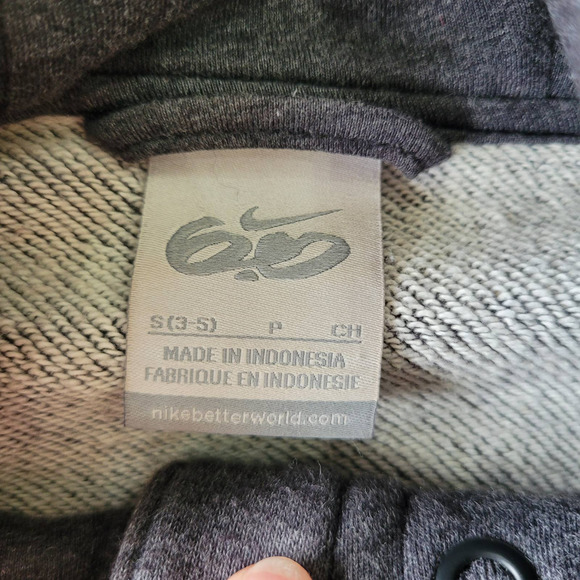 6.0
S(3-5) P CH
MADE IN INDONESIA
FABRIQUE EN INDONESIE
nikebetterworld.com